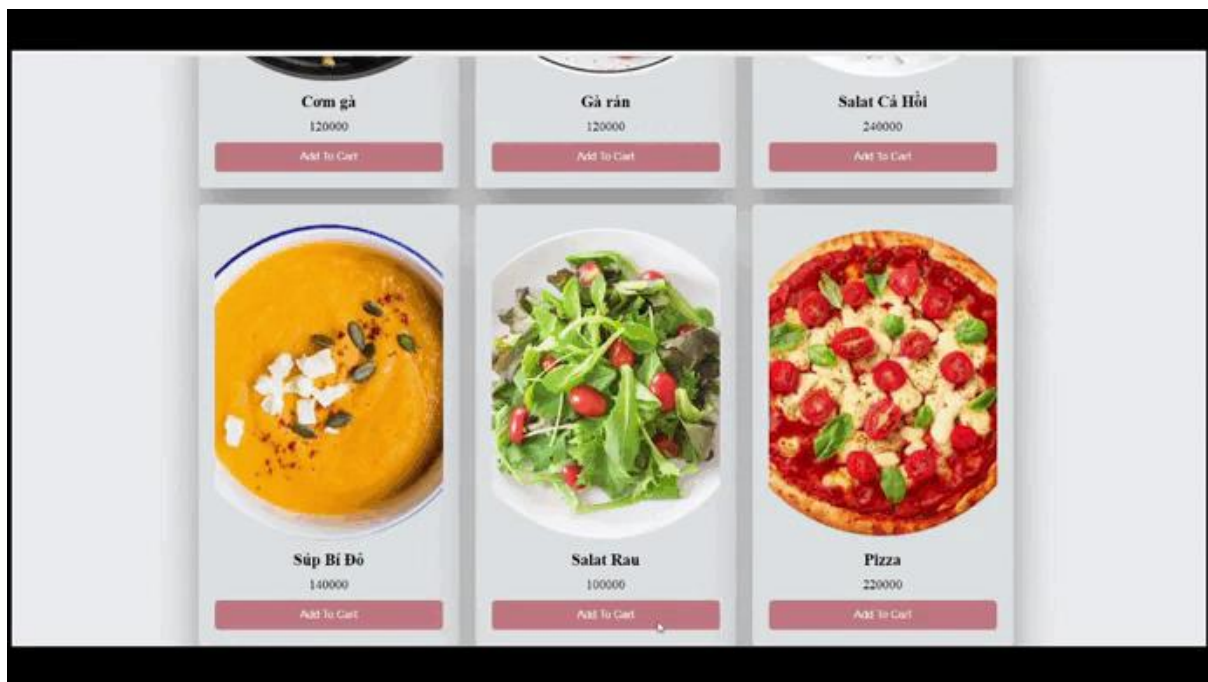 Cơm gà
120000
Add To Cart
Gà rán
120000
Add To Cart
Salat Cá Hồi
240000
Add To Cart
Súp Bí Đỏ
140000
Add To Cart
Salat Rau
100000
Add To Cart
Pizza
220000
Add To Cart